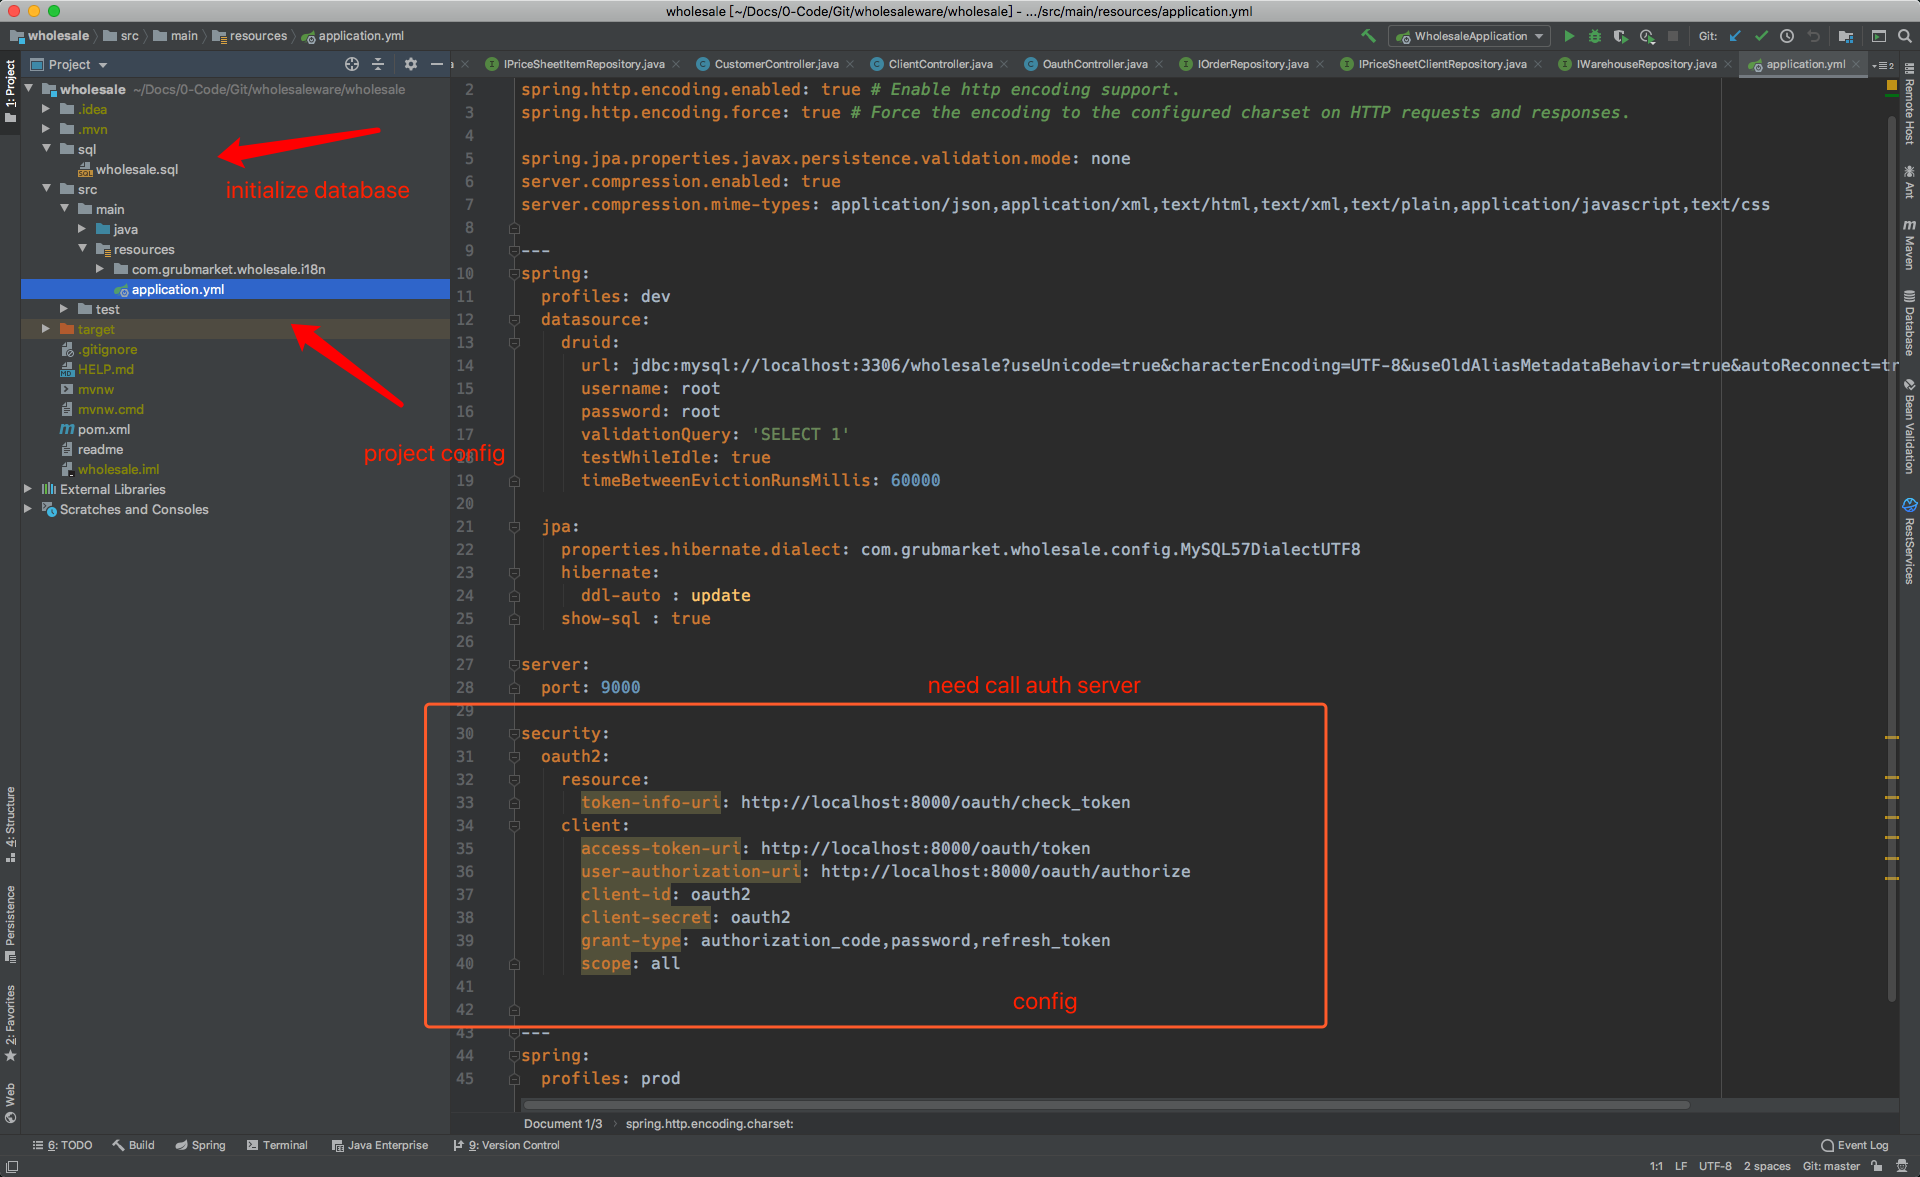 wholesale [~/Docs/0-Code/Git/wholesaleware/wholesale] - .../src/main/resources/application.yml
wholesale src main resources application.yml
WholesaleApplication Git:
Project
IPriceSheetItemRepository.java CustomerController.java ClientController.java OauthController.java IOrderRepository.java IPriceSheetClientRepository.java IWarehouseRepository.java application.yml 2
1: Project
4: Structure
Persistence
2: Favorites
Web
wholesale ~/Docs/0-Code/Git/wholesaleware/wholesale
.idea
.mvn
sql
wholesale.sql
initialize database
src
main
java
resources
com.grubmarket.wholesale.i18n
application.yml
test
target
.gitignore
HELP.md
mvnw
mvnw.cmd
pom.xml
readme
project config
wholesale.iml
External Libraries
Scratches and Consoles
2 spring.http.encoding.enabled: true # Enable http encoding support.
3 spring.http.encoding.force: true # Force the encoding to the configured charset on HTTP requests and responses.
4
5 spring.jpa.properties.javax.persistence.validation.mode: none
6 server.compression.enabled: true
7 server.compression.mime-types: application/json,application/xml,text/html,text/xml,text/plain,application/javascript,text/css
8
9 ---
10 spring:
11 profiles: dev
12 datasource:
13 druid:
14 url: jdbc:mysql://localhost:3306/wholesale?useUnicode=true&characterEncoding=UTF-8&useOldAliasMetadataBehavior=true&autoReconnect=tr
15 username: root
16 password: root
17 validationQuery: 'SELECT 1'
18 testWhileIdle: true
19 timeBetweenEvictionRunsMillis: 60000
20
21 jpa:
22 properties.hibernate.dialect: com.grubmarket.wholesale.config.MySQL57DialectUTF8
23 hibernate:
24 ddl-auto : update
25 show-sql : true
26
27 server:
28 port: 9000
need call auth server
29
30 security:
31 oauth2:
32 resource:
33 token-info-uri: http://localhost:8000/oauth/check_token
34 client:
35 access-token-uri: http://localhost:8000/oauth/token
36 user-authorization-uri: http://localhost:8000/oauth/authorize
37 client-id: oauth2
38 client-secret: oauth2
39 grant-type: authorization_code,password,refresh_token
40 scope: all
41
config
42
43 ---
44 spring:
45 profiles: prod
Remote Host
Ant
Maven
Database
Bean Validation
RestServices
Document 1/3 spring.http.encoding.charset:
6: TODO Build Spring Terminal Java Enterprise 9: Version Control Event Log
1:1 LF UTF-8 2 spaces Git: master